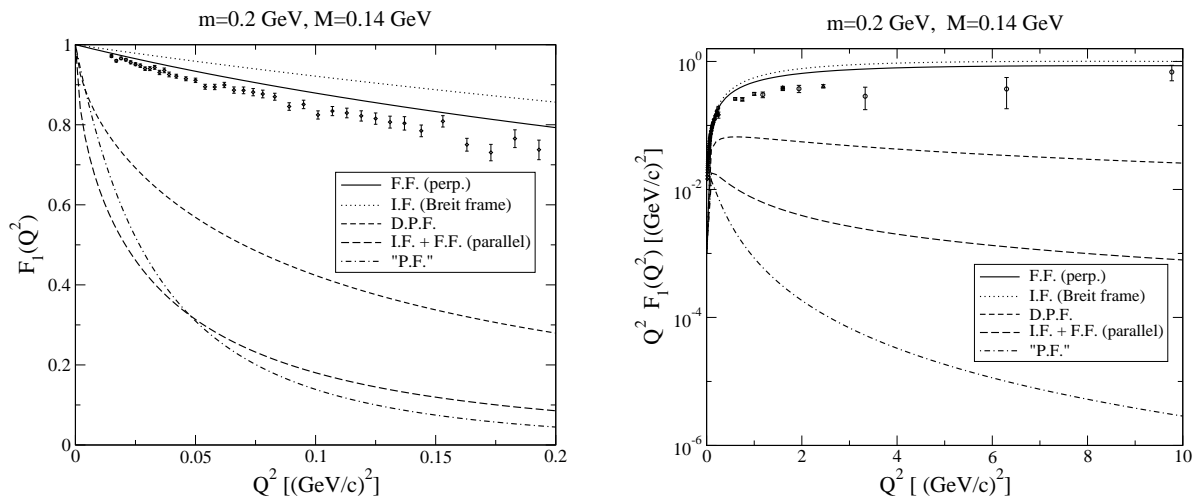 m=0.2 GeV, M=0.14 GeV
1
0.8
0.6
0.4
0.2
0
F₁(Q²)
F.F. (perp.)
I.F. (Breit frame)
D.P.F.
I.F. + F.F. (parallel)
"P.F."
0
0.05
0.1
0.15
0.2
Q² [(GeV/c)²]
m=0.2 GeV,  M=0.14 GeV
10⁰
10⁻²
10⁻⁴
10⁻⁶
Q² F₁(Q²) [(GeV/c)²]
F.F. (perp.)
I.F. (Breit frame)
D.P.F.
I.F. + F.F. (parallel)
"P.F."
0
2
4
6
8
10
Q² [ (GeV/c)²]